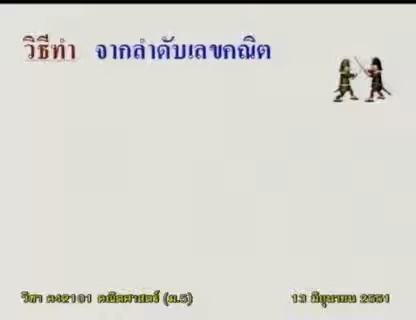 วิธีทำ จากลำดับเลขคณิต
วิชา ค42101 คณิตศาสตร์ (ม.5) 13 มิถุนายน 2551